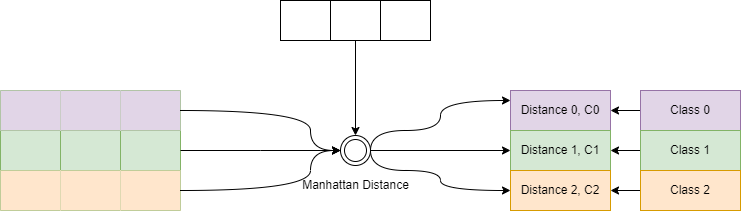 Distance 0, C0
Class 0
Distance 1, C1
Class 1
Manhattan Distance
Distance 2, C2
Class 2